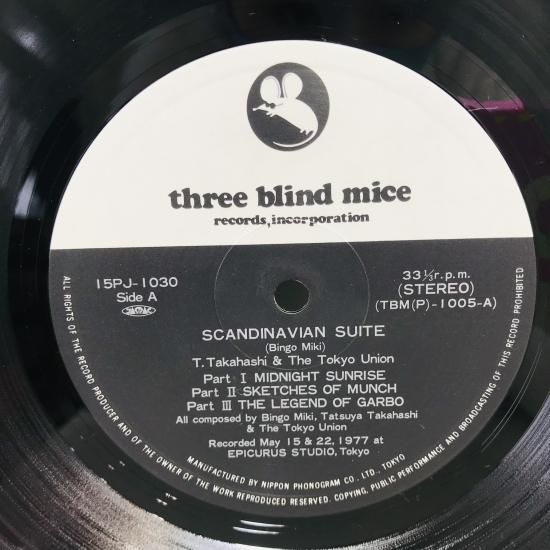 three blind mice
records, incorporation
15PJ-1030
Side A
33⅓r.p.m.
(STEREO)
(TBM(P)-1005-A)
SCANDINAVIAN SUITE
(Bingo Miki)
T. Takahashi & The Tokyo Union
Part Ⅰ MIDNIGHT SUNRISE
Part Ⅱ SKETCHES OF MUNCH
Part Ⅲ THE LEGEND OF GARBO
All composed by Bingo Miki, Tatsuya Takahashi
& The Tokyo Union
Recorded May 15 & 22, 1977 at
EPICURUS STUDIO, Tokyo
MANUFACTURED BY NIPPON PHONOGRAM CO., LTD., TOKYO
ALL RIGHTS OF THE RECORD PRODUCER AND OF THE OWNER OF THE WORK REPRODUCED RESERVED. COPYING, PUBLIC PERFORMANCE AND BROADCASTING OF THIS RECORD PROHIBITED